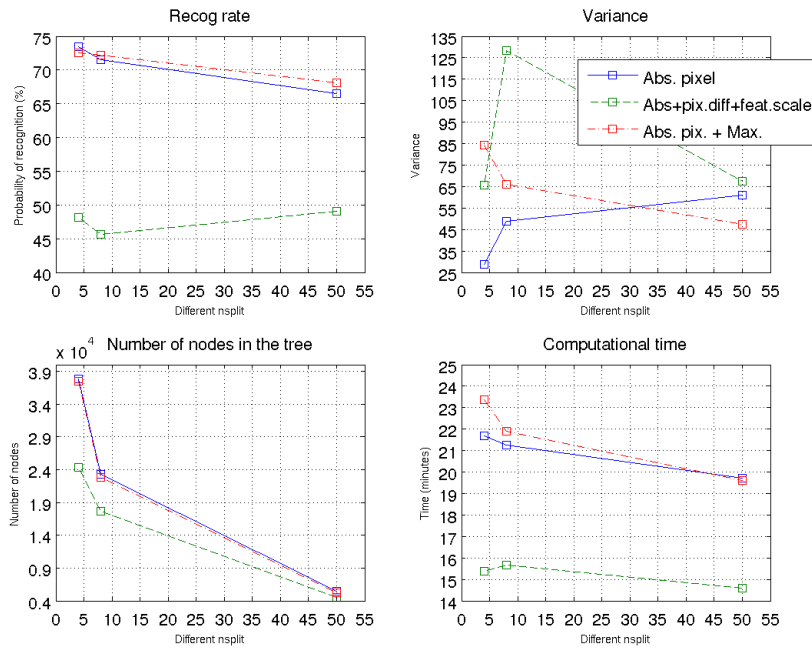 Recog rate
75
70
65
60
55
50
45
40
Probability of recognition (%)
0 5 10 15 20 25 30 35 40 45 50 55
Different nsplit
Variance
135
125
115
105
95
85
75
65
55
45
35
25
Variance
Abs. pixel
Abs+pix.diff+feat.scale
Abs. pix. + Max.
0 5 10 15 20 25 30 35 40 45 50 55
Different nsplit
Number of nodes in the tree
x 10^4
3.9
3.4
2.9
2.4
1.9
1.4
0.9
0.4
Number of nodes
0 5 10 15 20 25 30 35 40 45 50 55
Different nsplit
Computational time
25
24
23
22
21
20
19
18
17
16
15
14
Time (minutes)
0 5 10 15 20 25 30 35 40 45 50 55
Different nsplit